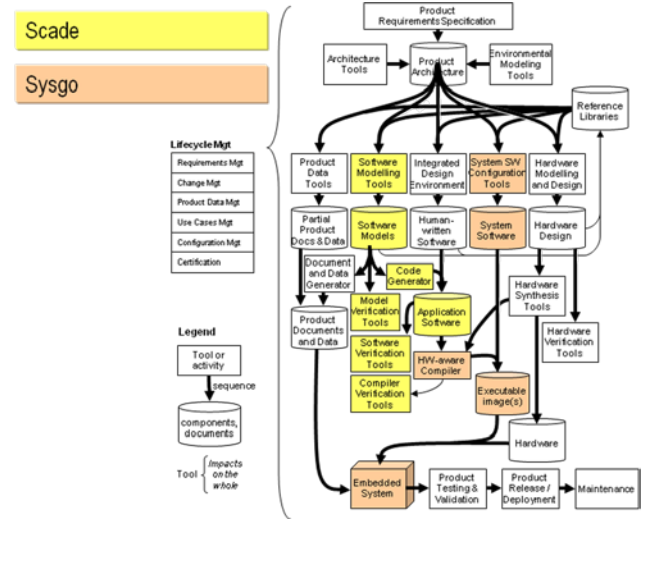 Scade
Sysgo
Product
Requirements Specification
Architecture
Tools
Product
Architecture
Environmental
Modeling
Tools
Reference
Libraries
Lifecycle Mgt
Requirements Mgt
Change Mgt
Product Data Mgt
Use Cases Mgt
Configuration Mgt
Certification
Product
Data
Tools
Software
Modelling
Tools
Integrated
Design
Environment
System SW
Configuration
Tools
Hardware
Modelling
and Design
Partial
Product
Docs & Data
Software
Models
Human-
written
Software
System
Software
Hardware
Design
Document
and Data
Generator
Code
Generator
Model
Verification
Tools
Application
Software
Hardware
Synthesis
Tools
Product
Documents
and Data
Software
Verification
Tools
Hardware
Verification
Tools
HW-aware
Compiler
Compiler
Verification
Tools
Executable
image(s)
Hardware
Legend
Tool or
activity
sequence
components,
documents
Tool
Impacts
on the
whole
Embedded
System
Product
Testing &
Validation
Product
Release /
Deployment
Maintenance